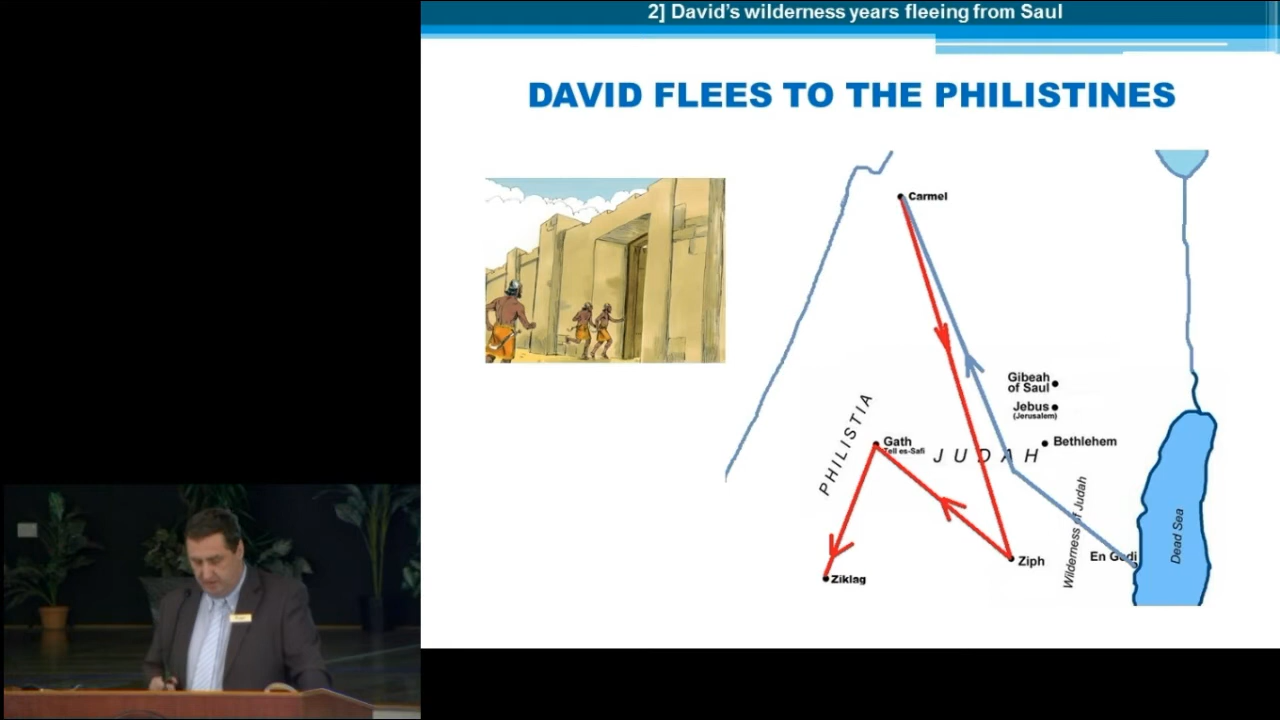 2] David's wilderness years fleeing from Saul
DAVID FLEES TO THE PHILISTINES
Carmel
Gibeah
of Saul
Jebus
(Jerusalem)
Bethlehem
PHILISTIA
Gath
Tell es-Safi
JUDAH
Wilderness of Judah
En Gedi
Dead Sea
Ziph
Ziklag